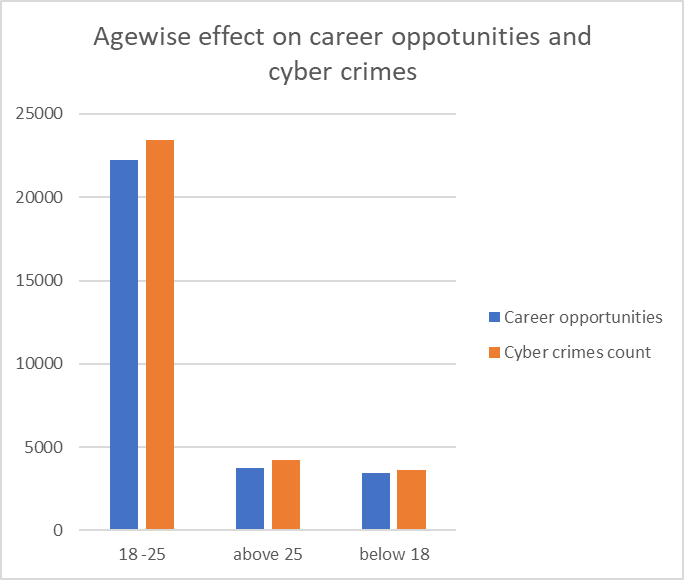 Agewise effect on career oppotunities and
cyber crimes
25000
20000
15000
10000
5000
0
18 -25
above 25
below 18
Career opportunities
Cyber crimes count